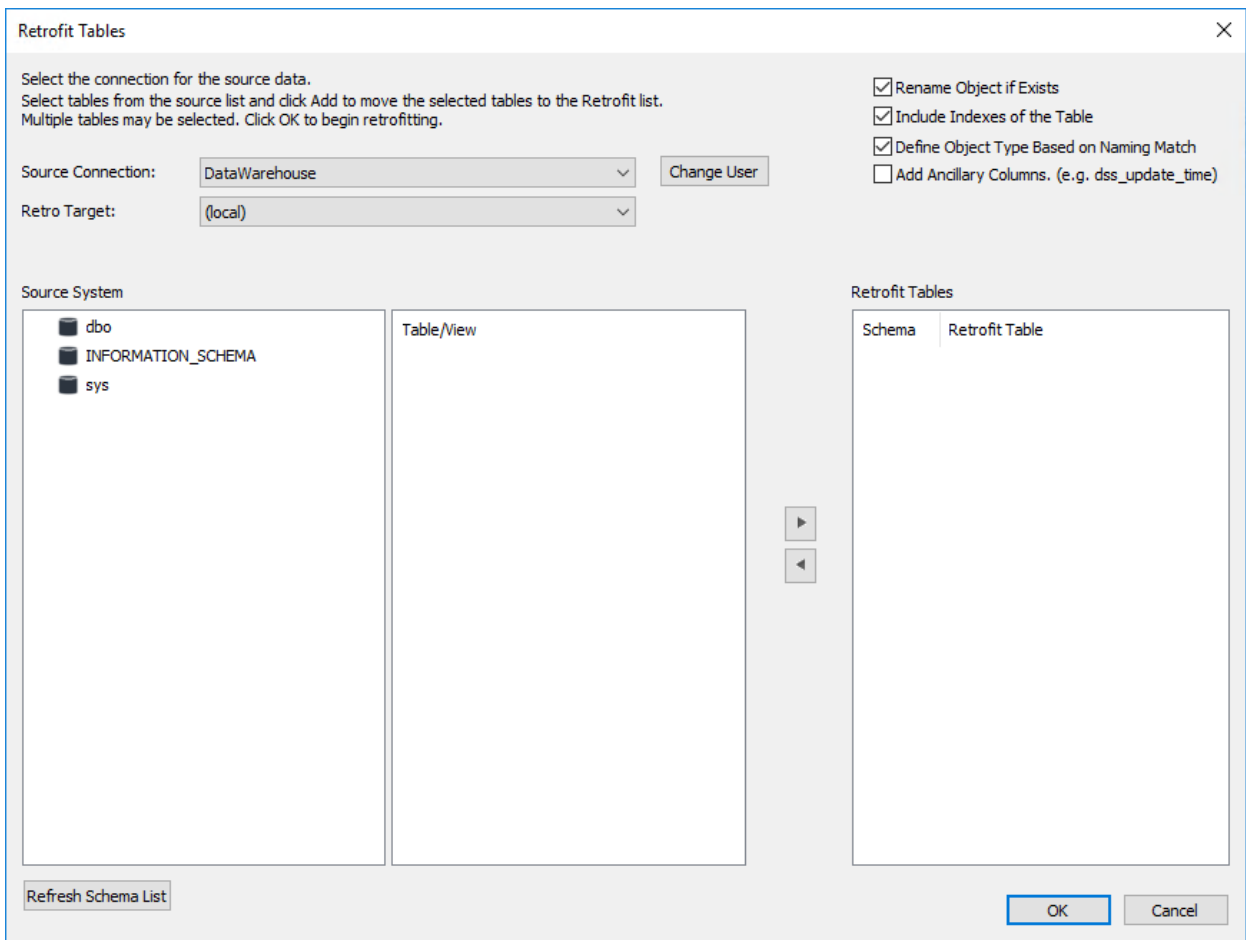 Retrofit Tables
Select the connection for the source data.
Select tables from the source list and click Add to move the selected tables to the Retrofit list.
Multiple tables may be selected. Click OK to begin retrofitting.
Rename Object if Exists
Include Indexes of the Table
Define Object Type Based on Naming Match
Add Ancillary Columns. (e.g. dss_update_time)
Source Connection: DataWarehouse Change User
Retro Target: (local)
Source System
Retrofit Tables
dbo
INFORMATION_SCHEMA
sys
Table/View
Schema Retrofit Table
Refresh Schema List
OK Cancel